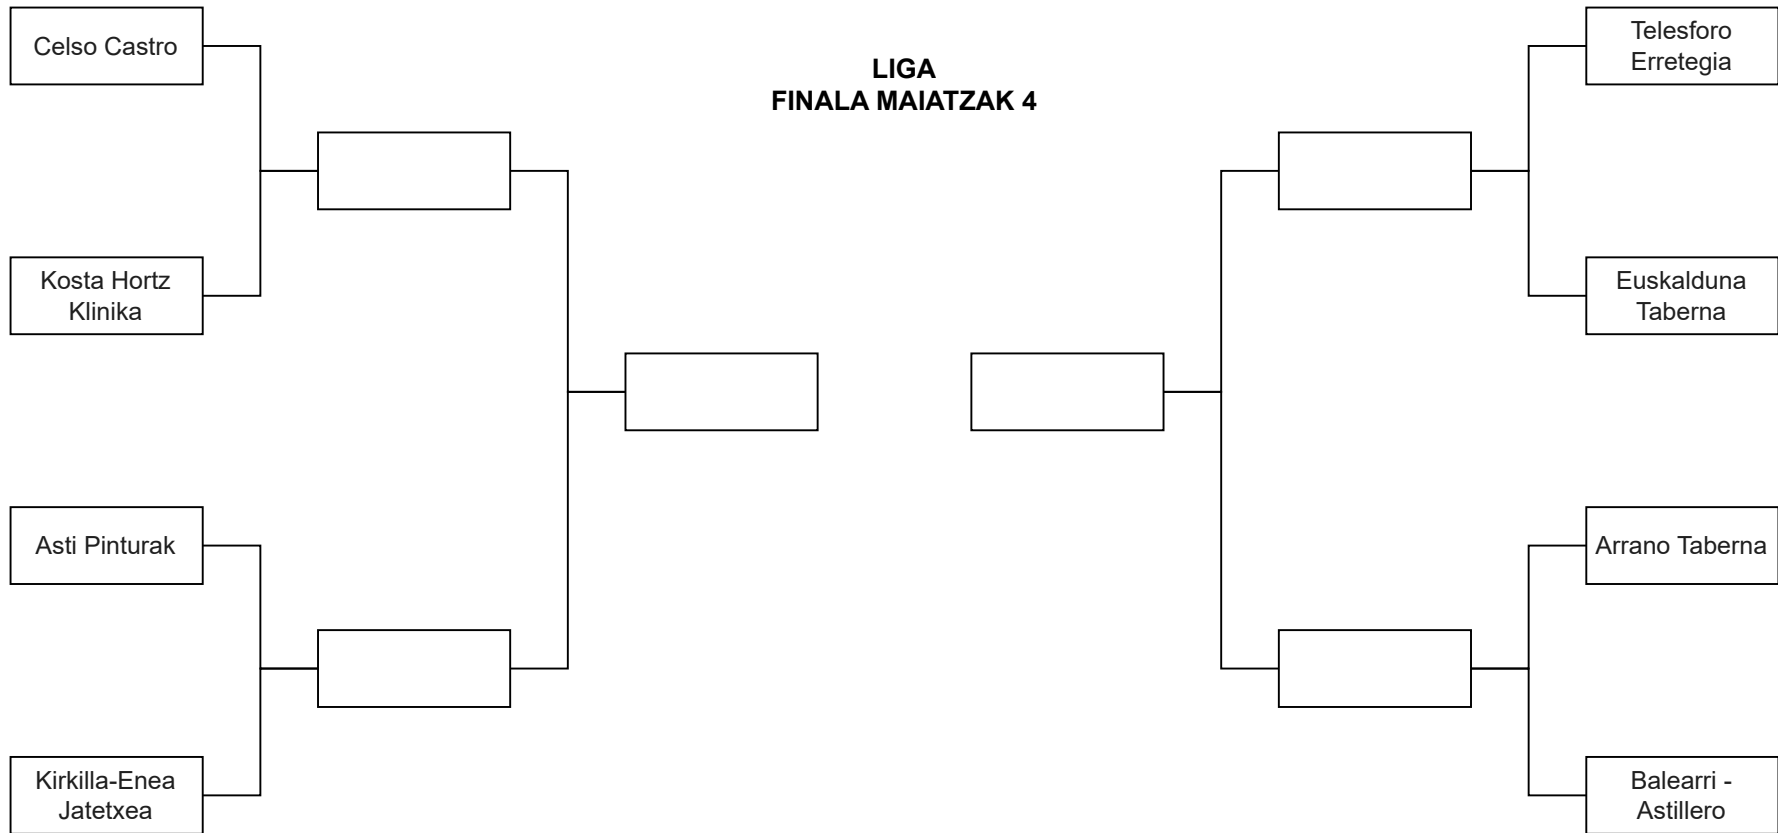 LIGA
FINALA MAIATZAK 4
Celso Castro
Kosta Hortz
Klinika
Asti Pinturak
Kirkilla-Enea
Jatetxea
Telesforo
Erretegia
Euskalduna
Taberna
Arrano Taberna
Balearri -
Astillero